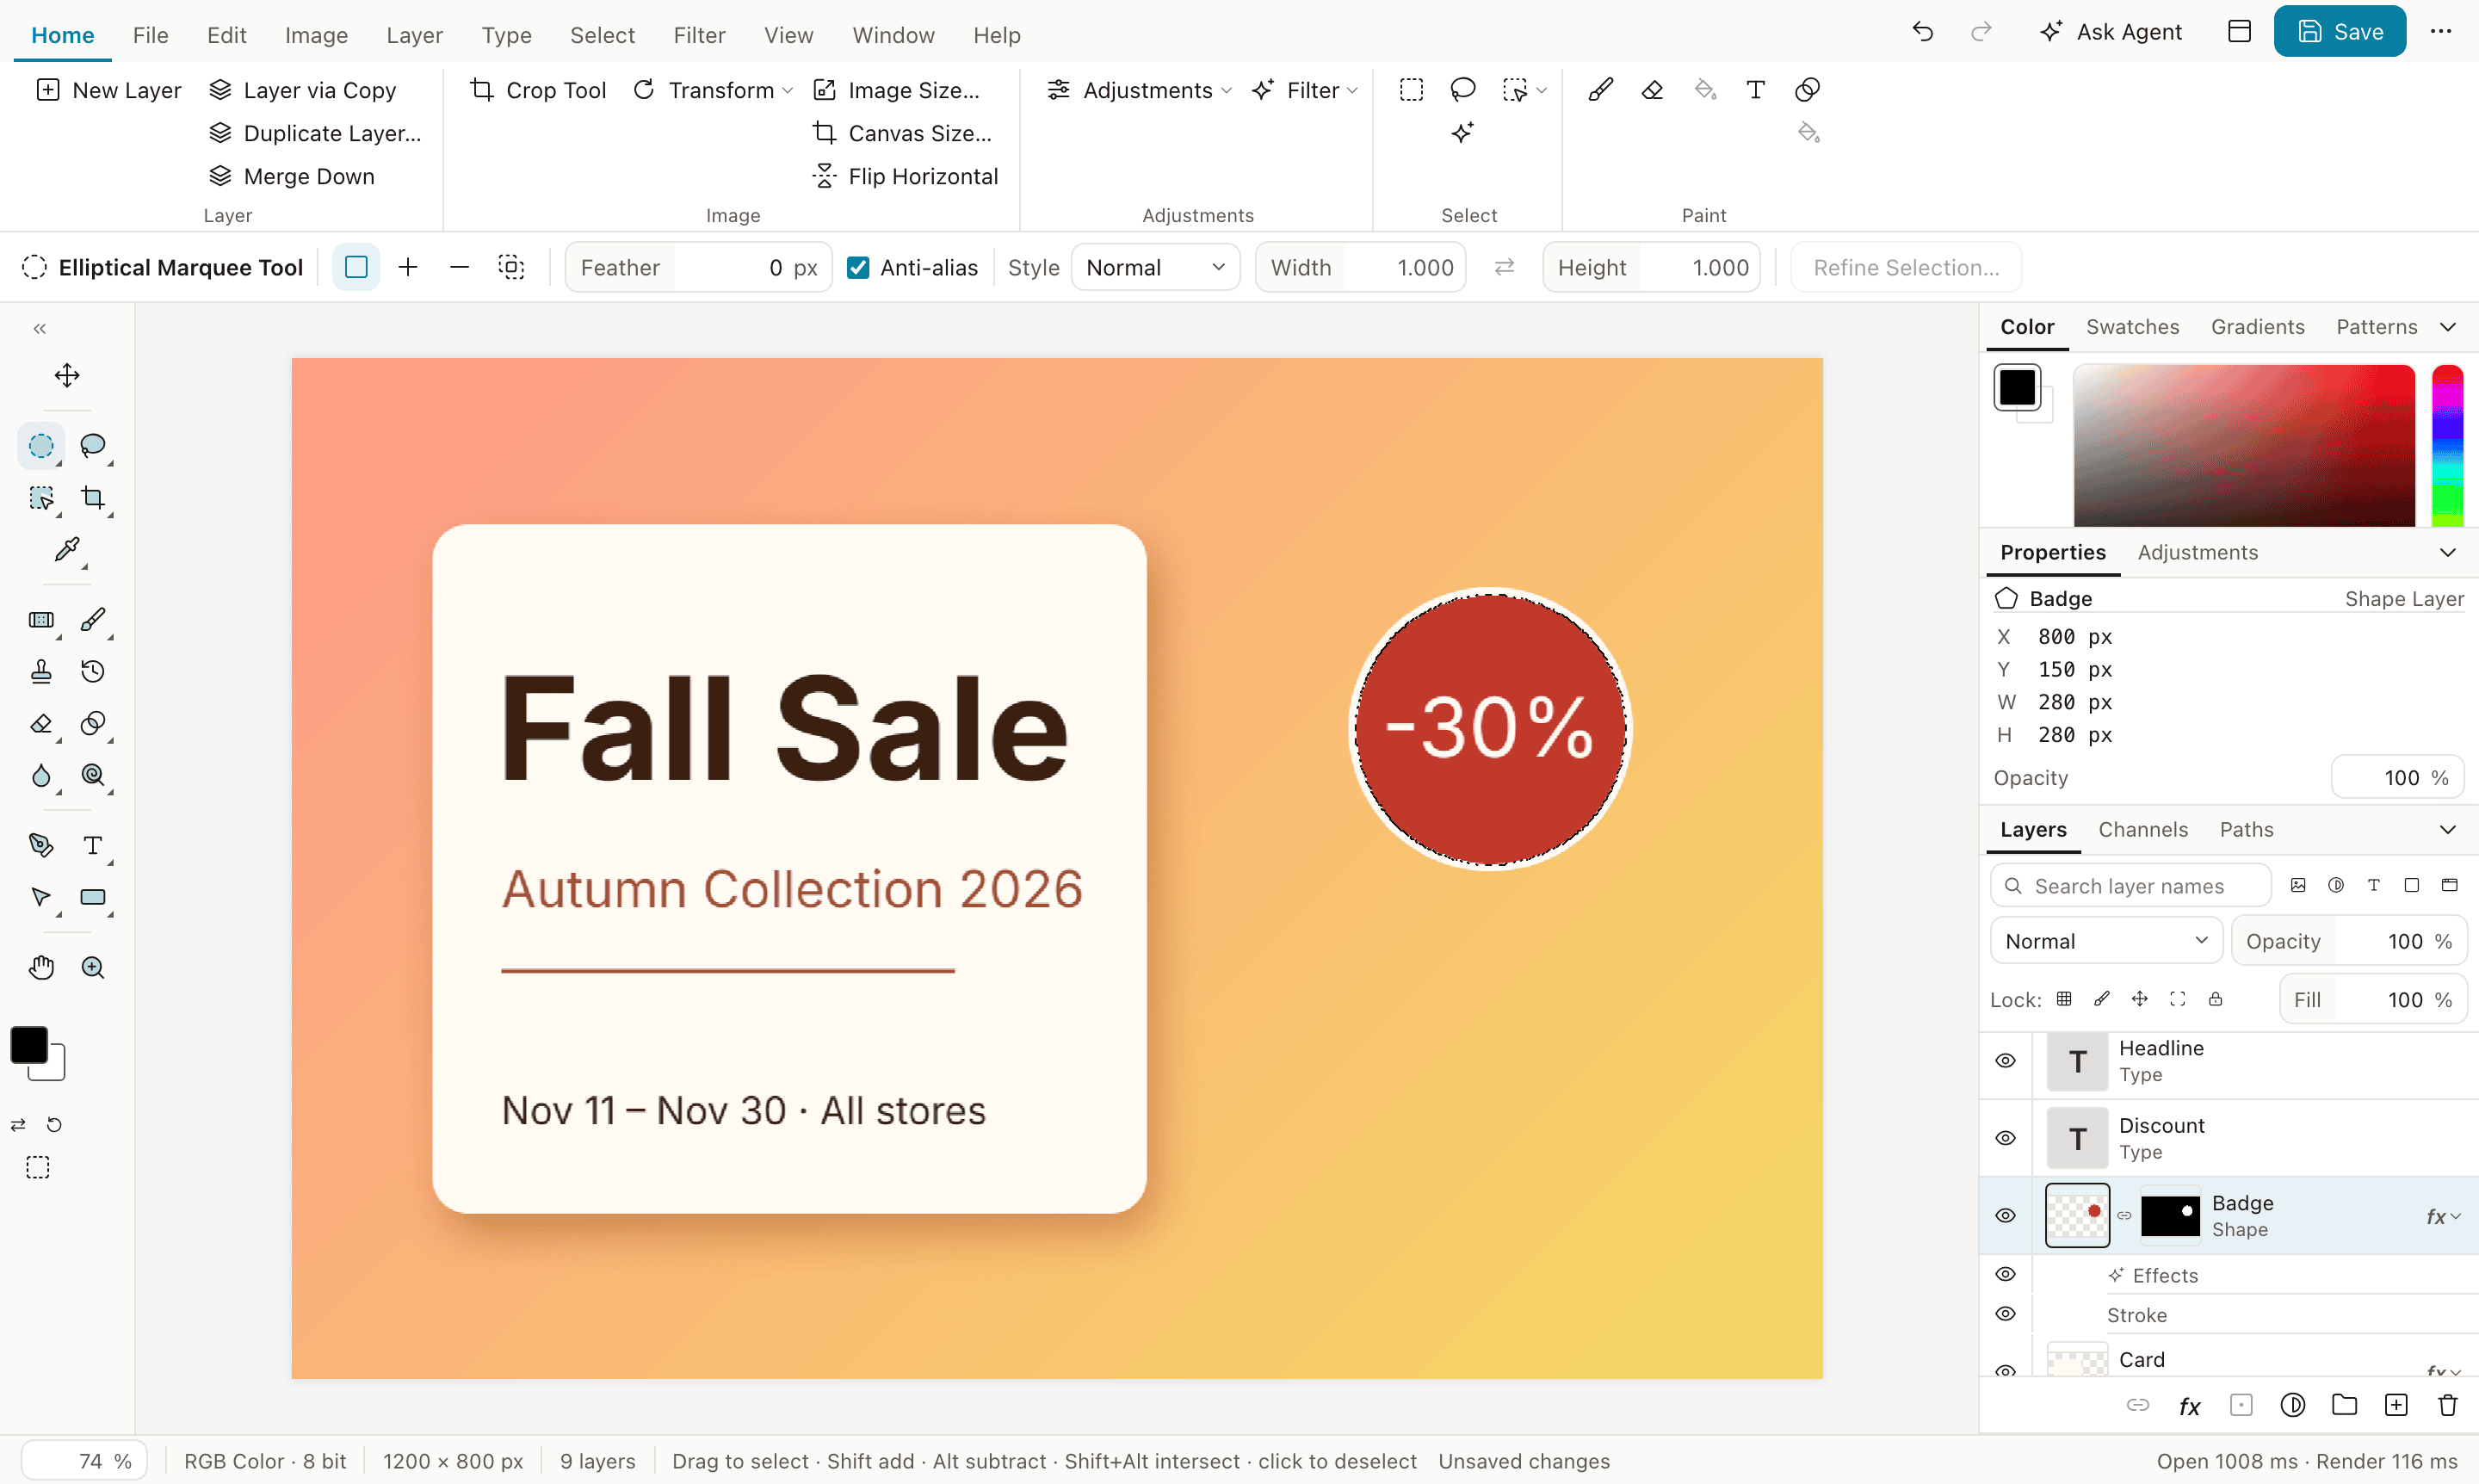 Home File Edit Image Layer Type Select Filter View Window Help
Ask Agent Save
New Layer Layer via Copy Crop Tool Transform Image Size... Adjustments Filter
Duplicate Layer... Canvas Size...
Merge Down Flip Horizontal
Layer Image Adjustments Select Paint
Elliptical Marquee Tool Feather 0 px Anti-alias Style Normal Width 1.000 Height 1.000 Refine Selection...
Color Swatches Gradients Patterns
Properties Adjustments
Badge Shape Layer
X 800 px
Y 150 px
W 280 px
H 280 px
Opacity 100 %
Layers Channels Paths
Search layer names
Normal Opacity 100 %
Lock: Fill 100 %
T Headline
Type
T Discount
Type
Badge
Shape
fx
Effects
Stroke
Card
fx
fx
Fall Sale
Autumn Collection 2026
Nov 11 – Nov 30 · All stores
-30%
74 % RGB Color · 8 bit 1200 × 800 px 9 layers Drag to select · Shift add · Alt subtract · Shift+Alt intersect · click to deselect Unsaved changes Open 1008 ms · Render 116 ms